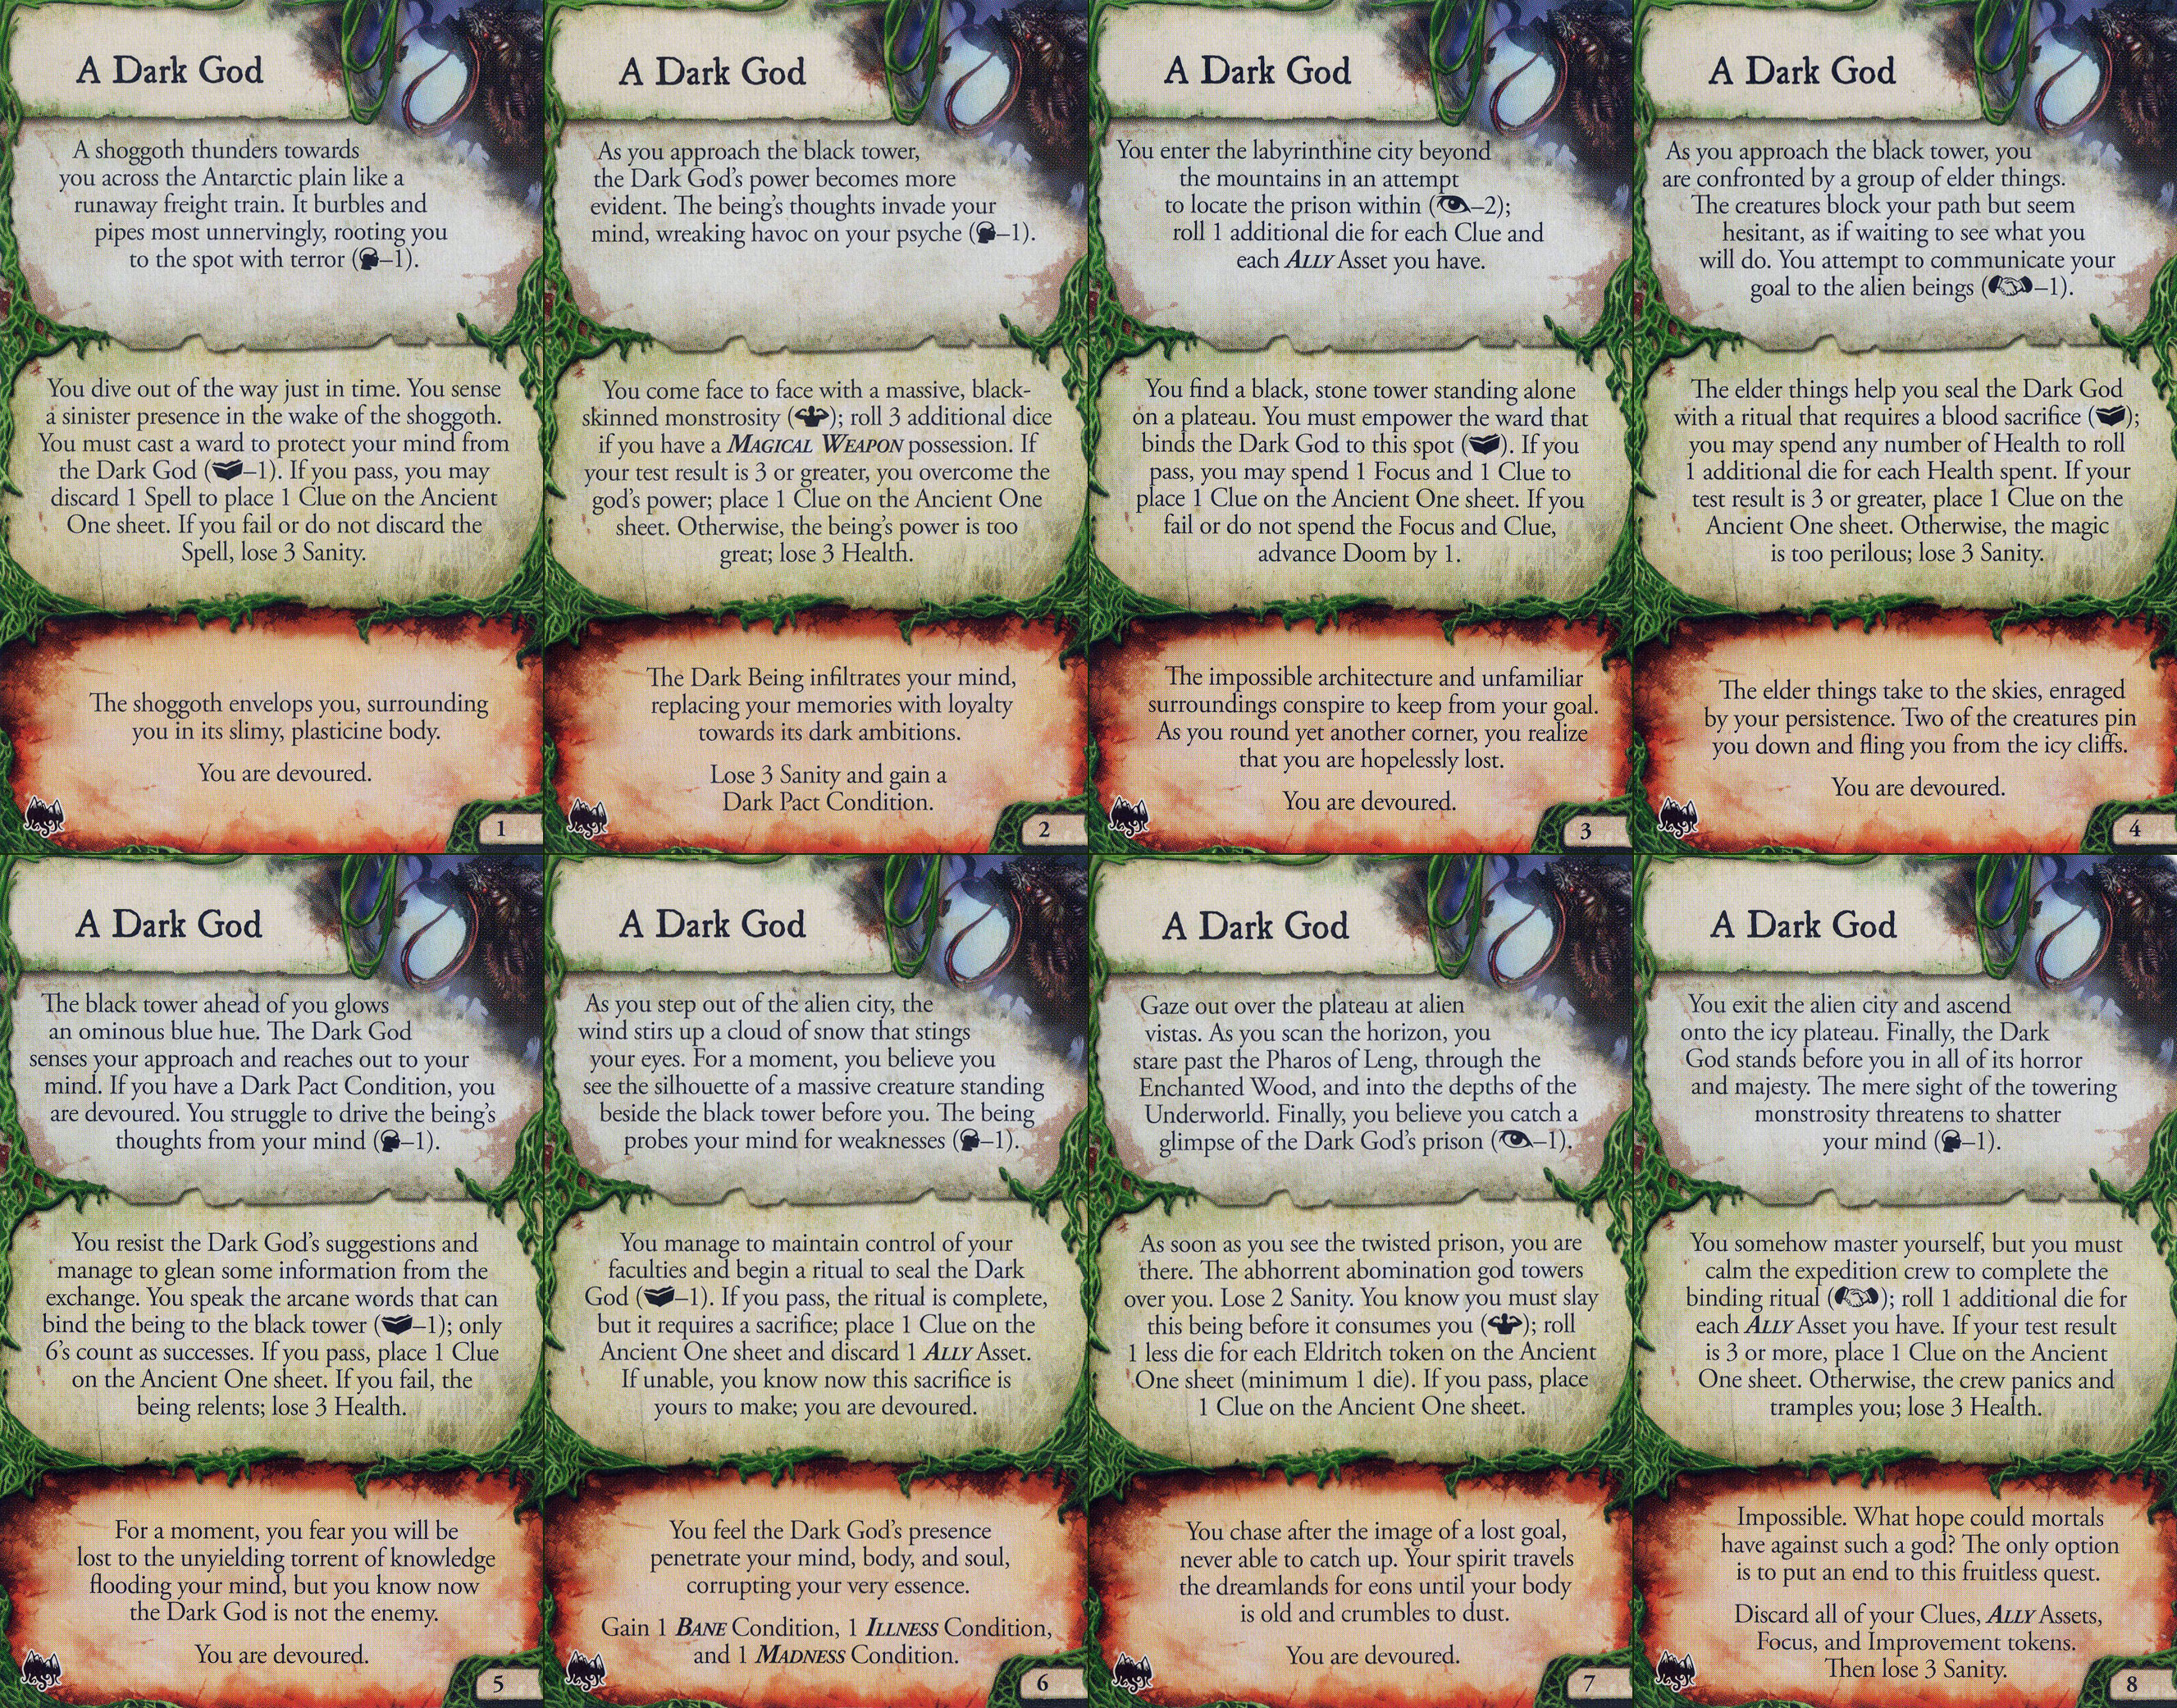 A Dark God
A shoggoth thunders towards
you across the Antarctic plain like a
runaway freight train. It burbles and
pipes most unnervingly, rooting you
to the spot with terror (–1).
You dive out of the way just in time. You sense
a sinister presence in the wake of the shoggoth.
You must cast a ward to protect your mind from
the Dark God (–1). If you pass, you may
discard 1 Spell to place 1 Clue on the Ancient
One sheet. If you fail or do not discard the
Spell, lose 3 Sanity.
The shoggoth envelops you, surrounding
you in its slimy, plasticine body.
You are devoured.
1
A Dark God
As you approach the black tower,
the Dark God's power becomes more
evident. The being's thoughts invade your
mind, wreaking havoc on your psyche (–1).
You come face to face with a massive, black-
skinned monstrosity (); roll 3 additional dice
if you have a MAGICAL WEAPON possession. If
your test result is 3 or greater, you overcome the
god's power; place 1 Clue on the Ancient One
sheet. Otherwise, the being's power is too
great; lose 3 Health.
The Dark Being infiltrates your mind,
replacing your memories with loyalty
towards its dark ambitions.
Lose 3 Sanity and gain a
Dark Pact Condition.
2
A Dark God
You enter the labyrinthine city beyond
the mountains in an attempt
to locate the prison within (–2);
roll 1 additional die for each Clue and
each ALLY Asset you have.
You find a black, stone tower standing alone
on a plateau. You must empower the ward that
binds the Dark God to this spot (). If you
pass, you may spend 1 Focus and 1 Clue to
place 1 Clue on the Ancient One sheet. If you
fail or do not spend the Focus and Clue,
advance Doom by 1.
The impossible architecture and unfamiliar
surroundings conspire to keep from your goal.
As you round yet another corner, you realize
that you are hopelessly lost.
You are devoured.
3
A Dark God
As you approach the black tower, you
are confronted by a group of elder things.
The creatures block your path but seem
hesitant, as if waiting to see what you
will do. You attempt to communicate your
goal to the alien beings (–1).
The elder things help you seal the Dark God
with a ritual that requires a blood sacrifice ();
you may spend any number of Health to roll
1 additional die for each Health spent. If your
test result is 3 or greater, place 1 Clue on the
Ancient One sheet. Otherwise, the magic
is too perilous; lose 3 Sanity.
The elder things take to the skies, enraged
by your persistence. Two of the creatures pin
you down and fling you from the icy cliffs.
You are devoured.
4
A Dark God
The black tower ahead of you glows
an ominous blue hue. The Dark God
senses your approach and reaches out to your
mind. If you have a Dark Pact Condition, you
are devoured. You struggle to drive the being's
thoughts from your mind (–1).
You resist the Dark God's suggestions and
manage to glean some information from the
exchange. You speak the arcane words that can
bind the being to the black tower (–1); only
6's count as successes. If you pass, place 1 Clue
on the Ancient One sheet. If you fail, the
being relents; lose 3 Health.
For a moment, you fear you will be
lost to the unyielding torrent of knowledge
flooding your mind, but you know now
the Dark God is not the enemy.
You are devoured.
5
A Dark God
As you step out of the alien city, the
wind stirs up a cloud of snow that stings
your eyes. For a moment, you believe you
see the silhouette of a massive creature standing
beside the black tower before you. The being
probes your mind for weaknesses (–1).
You manage to maintain control of your
faculties and begin a ritual to seal the Dark
God (–1). If you pass, the ritual is complete,
but it requires a sacrifice; place 1 Clue on the
Ancient One sheet and discard 1 ALLY Asset.
If unable, you know now this sacrifice is
yours to make; you are devoured.
You feel the Dark God's presence
penetrate your mind, body, and soul,
corrupting your very essence.
Gain 1 BANE Condition, 1 ILLNESS Condition,
and 1 MADNESS Condition.
6
A Dark God
Gaze out over the plateau at alien
vistas. As you scan the horizon, you
stare past the Pharos of Leng, through the
Enchanted Wood, and into the depths of the
Underworld. Finally, you believe you catch a
glimpse of the Dark God's prison (–1).
As soon as you see the twisted prison, you are
there. The abhorrent abomination god towers
over you. Lose 2 Sanity. You know you must slay
this being before it consumes you (); roll
1 less die for each Eldritch token on the Ancient
One sheet (minimum 1 die). If you pass, place
1 Clue on the Ancient One sheet.
You chase after the image of a lost goal,
never able to catch up. Your spirit travels
the dreamlands for eons until your body
is old and crumbles to dust.
You are devoured.
7
A Dark God
You exit the alien city and ascend
onto the icy plateau. Finally, the Dark
God stands before you in all of its horror
and majesty. The mere sight of the towering
monstrosity threatens to shatter
your mind (–1).
You somehow master yourself, but you must
calm the expedition crew to complete the
binding ritual (); roll 1 additional die for
each ALLY Asset you have. If your test result
is 3 or more, place 1 Clue on the Ancient
One sheet. Otherwise, the crew panics and
tramples you; lose 3 Health.
Impossible. What hope could mortals
have against such a god? The only option
is to put an end to this fruitless quest.
Discard all of your Clues, ALLY Assets,
Focus, and Improvement tokens.
Then lose 3 Sanity.
8